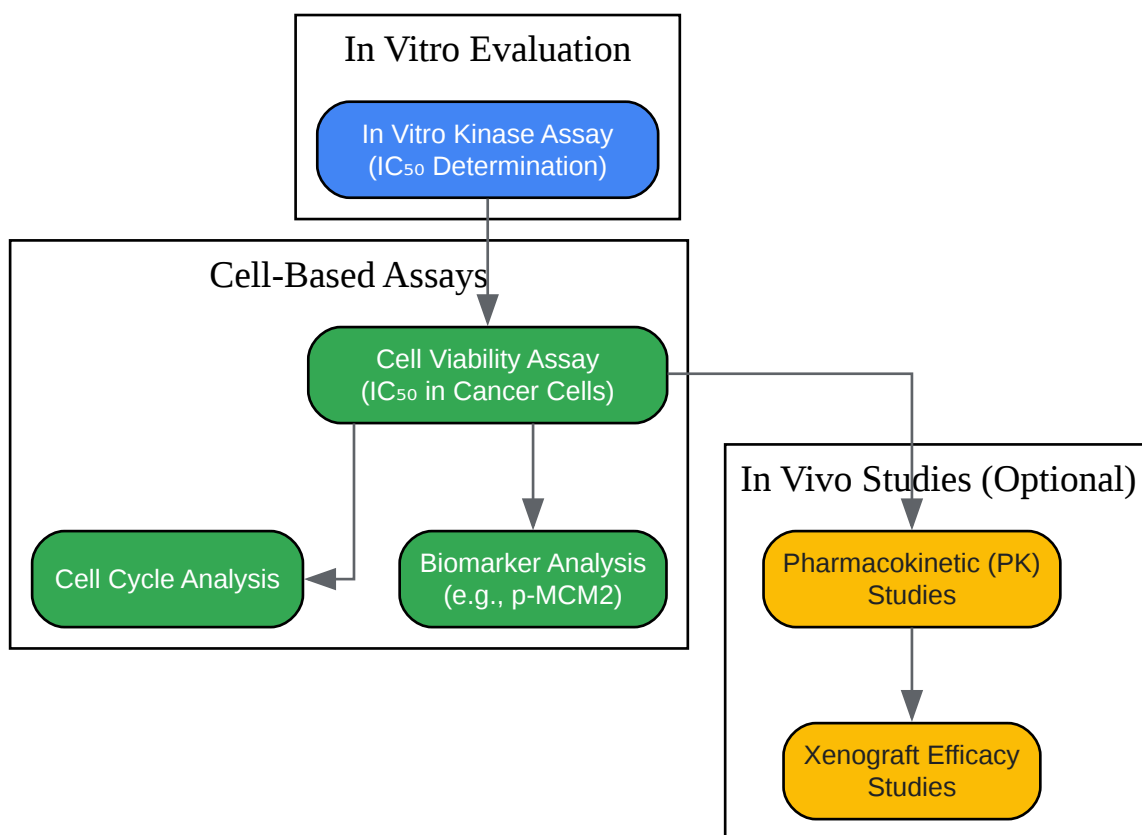 In Vitro Evaluation
In Vitro Kinase Assay
(IC₅₀ Determination)
Cell-Based Assays
Cell Viability Assay
(IC₅₀ in Cancer Cells)
Cell Cycle Analysis
Biomarker Analysis
(e.g., p-MCM2)
In Vivo Studies (Optional)
Pharmacokinetic (PK)
Studies
Xenograft Efficacy
Studies